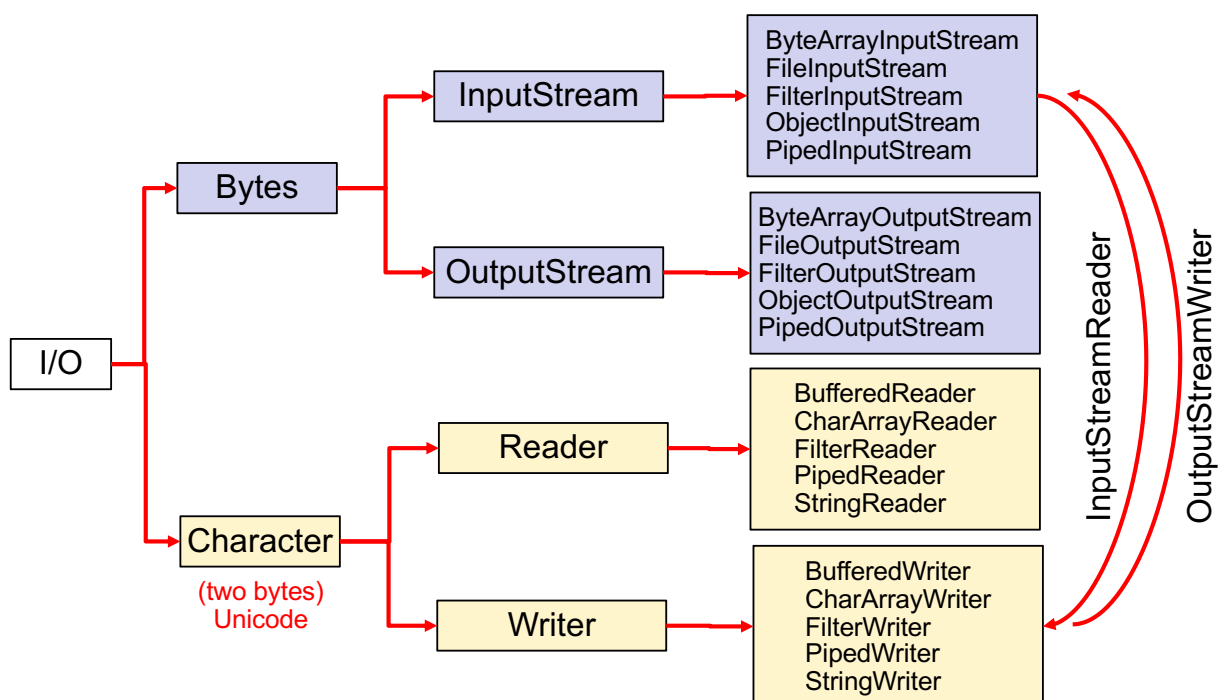 I/O
Bytes
InputStream
ByteArrayInputStream
FileInputStream
FilterInputStream
ObjectInputStream
PipedInputStream
OutputStream
ByteArrayOutputStream
FileOutputStream
FilterOutputStream
ObjectOutputStream
PipedOutputStream
Character
(two bytes)
Unicode
Reader
BufferedReader
CharArrayReader
FilterReader
PipedReader
StringReader
Writer
BufferedWriter
CharArrayWriter
FilterWriter
PipedWriter
StringWriter
InputStreamReader
OutputStreamWriter